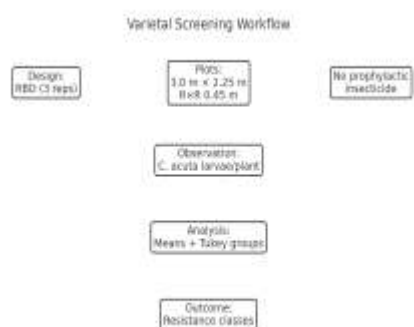 Varietal Screening Workflow
Design:
RBD (3 reps)
Plots:
3.0 m × 2.25 m
R×R 0.45 m
No prophylactic
insecticide
Observation:
C. acuta larvae/plant
Analysis:
Means + Tukey groups
Outcome:
Resistance classes